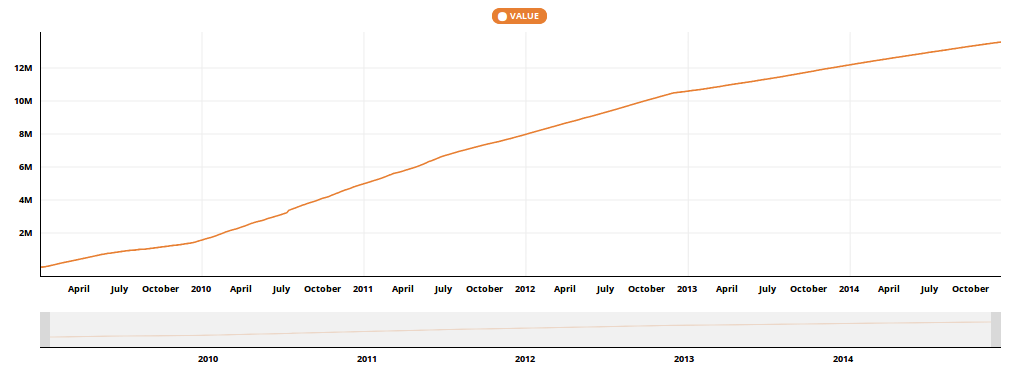 VALUE
12M
10M
8M
6M
4M
2M
April July October 2010 April July October 2011 April July October 2012 April July October 2013 April July October 2014 April July October
2010 2011 2012 2013 2014